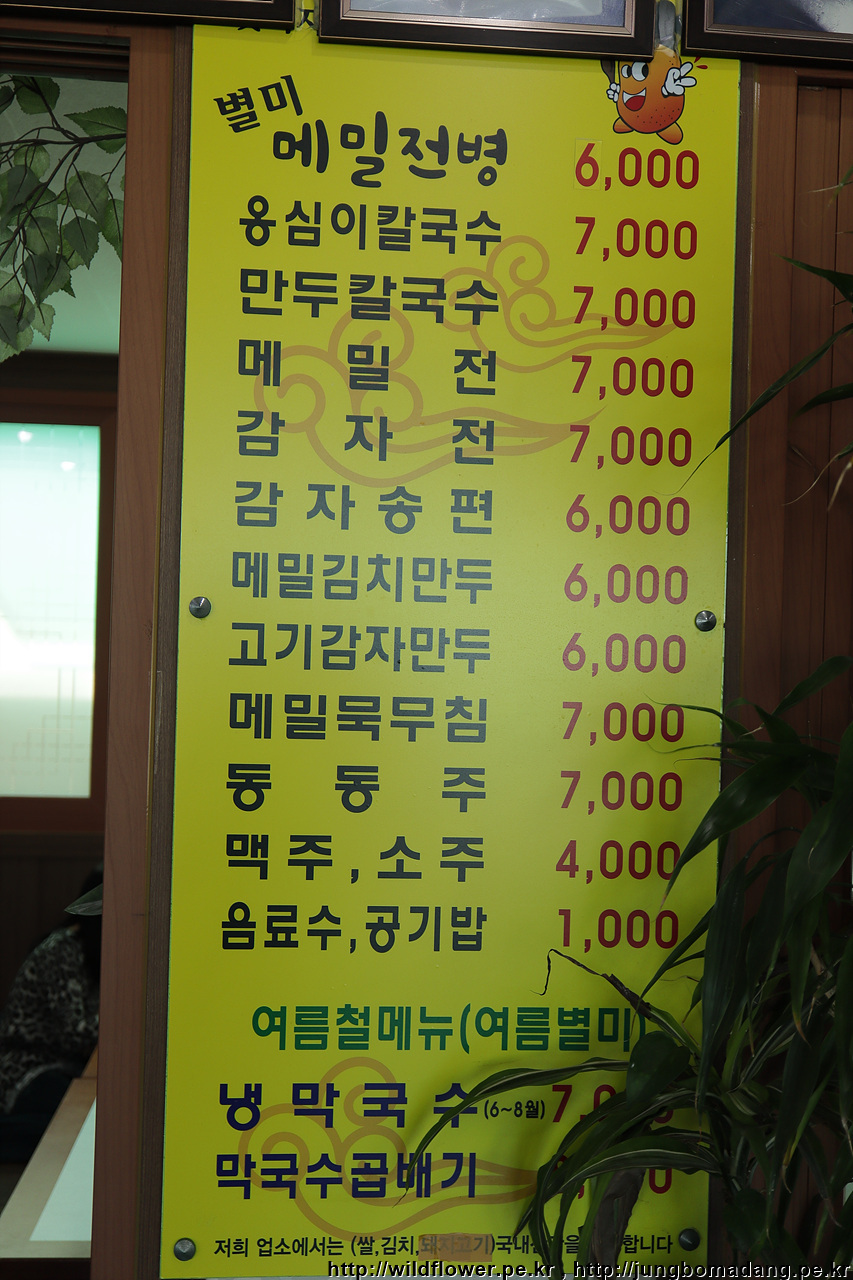 별미
메밀전병 6,000
옹심이칼국수 7,000
만두칼국수 7,000
메밀전 7,000
감자전 7,000
감자송편 6,000
메밀김치만두 6,000
고기감자만두 6,000
메밀묵무침 7,000
동동주 7,000
맥주,소주 4,000
음료수,공기밥 1,000
여름철메뉴(여름별미)
냉막국수(6~8월)
막국수곱배기
저희 업소에서는 (쌀,김치,돼지고기)
http://wildflower.pe.kr , http://jungbomadang.pe.kr